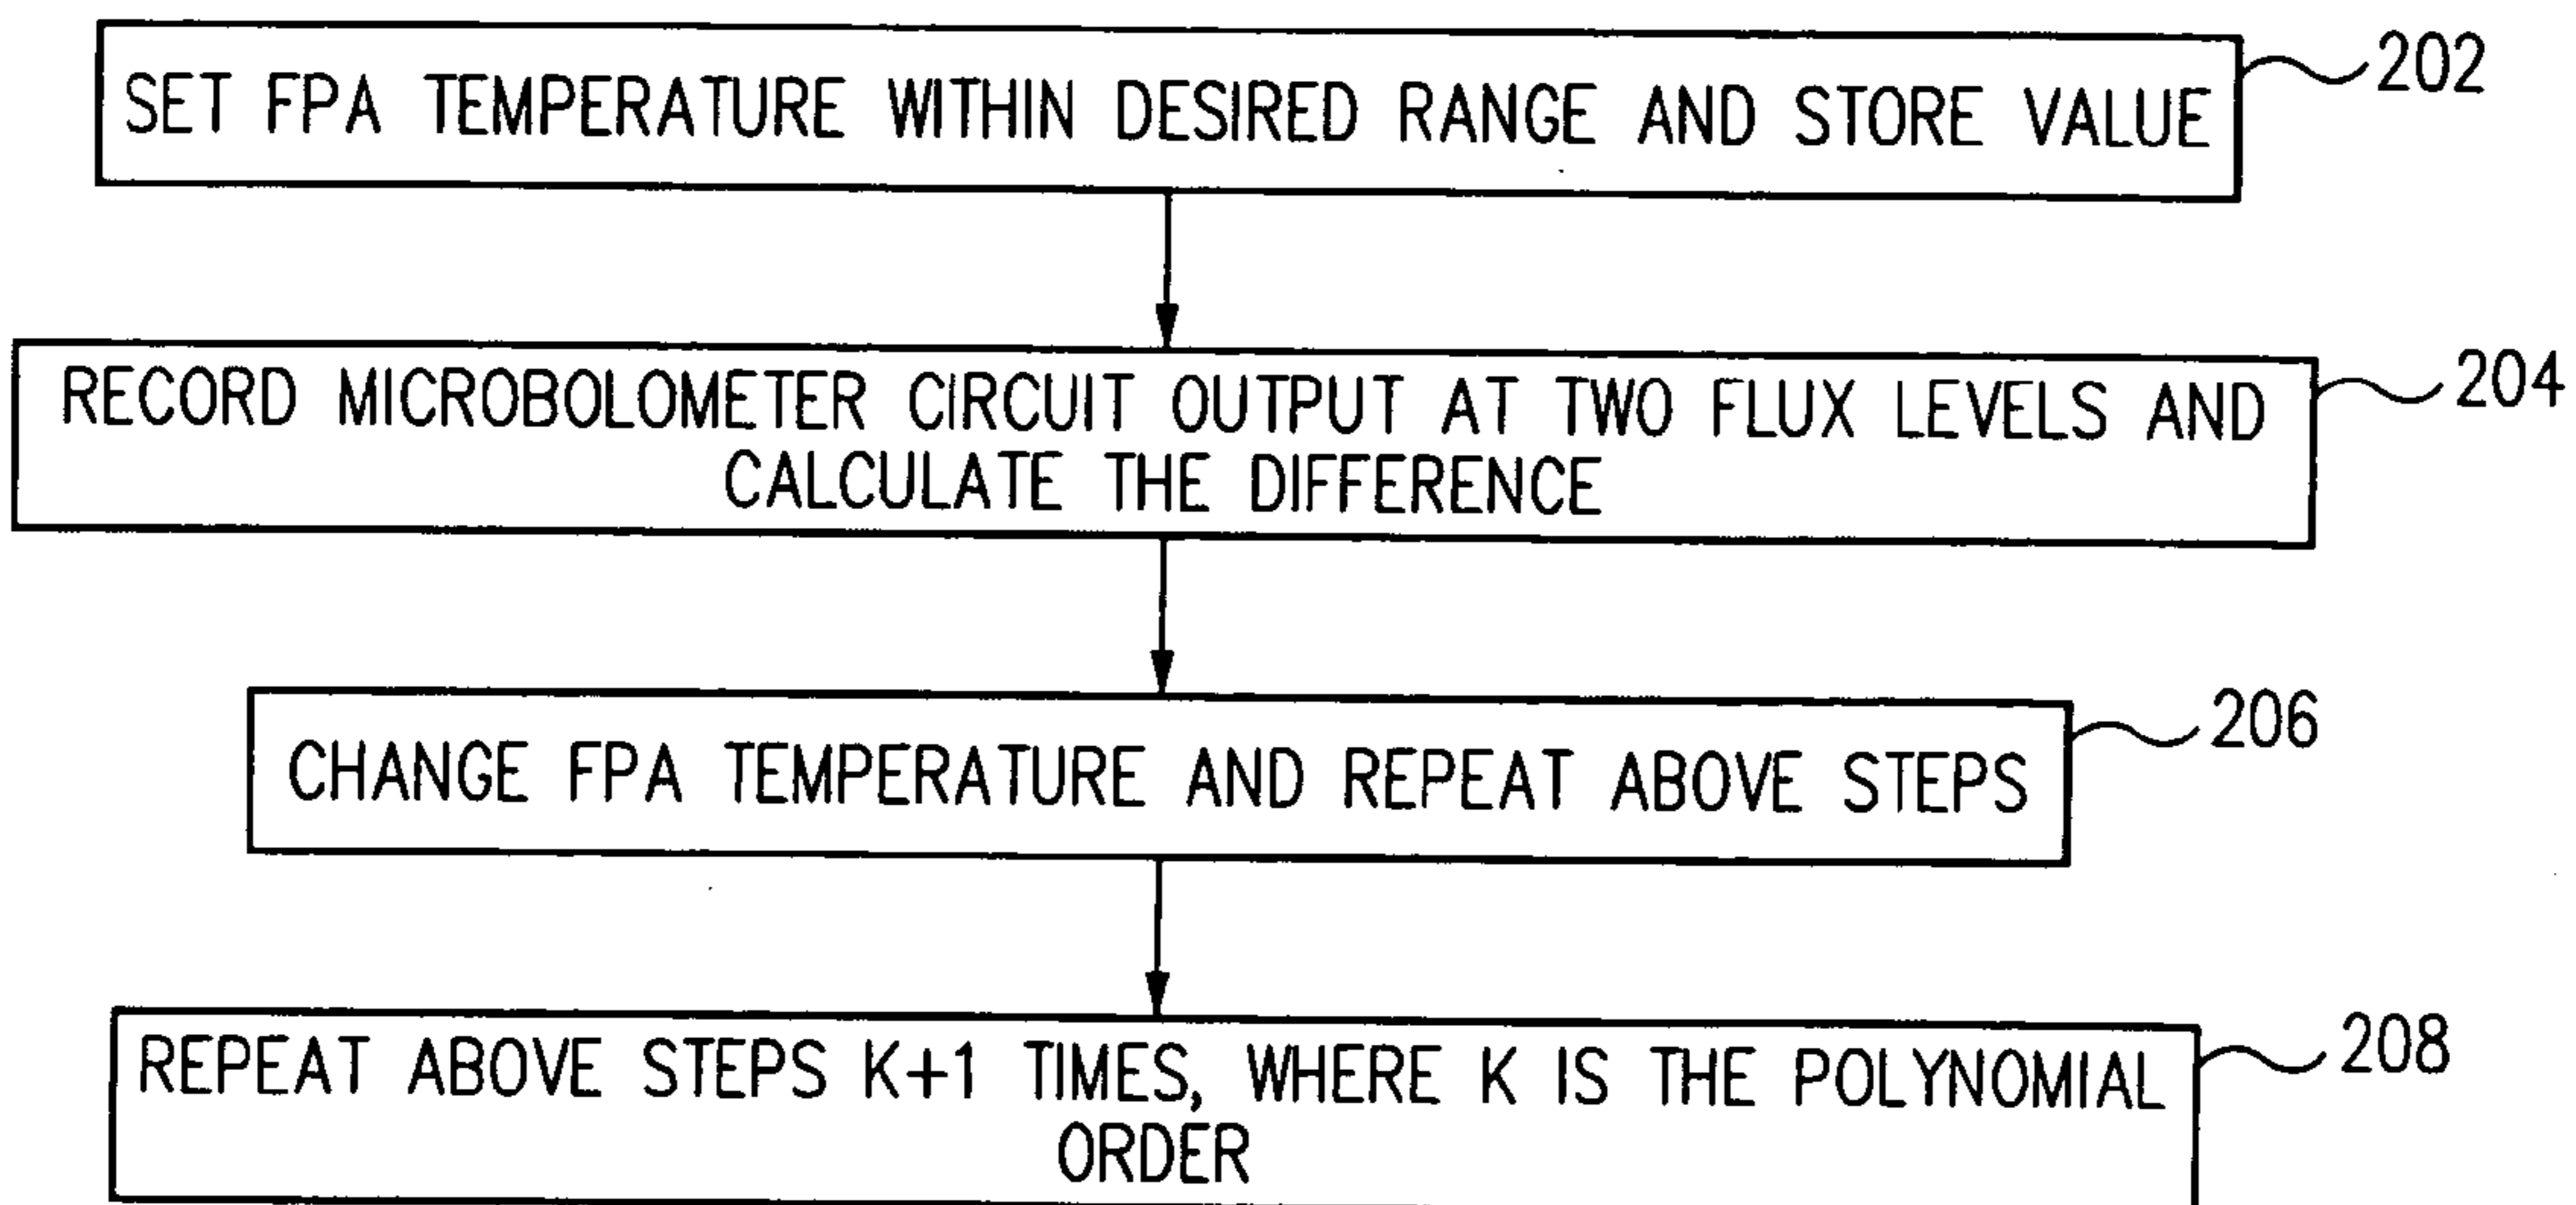 SET FPA TEMPERATURE WITHIN DESIRED RANGE AND STORE VALUE
202
RECORD MICROBOLOMETER CIRCUIT OUTPUT AT TWO FLUX LEVELS AND
CALCULATE THE DIFFERENCE
204
CHANGE FPA TEMPERATURE AND REPEAT ABOVE STEPS
206
REPEAT ABOVE STEPS K+1 TIMES, WHERE K IS THE POLYNOMIAL
ORDER
208